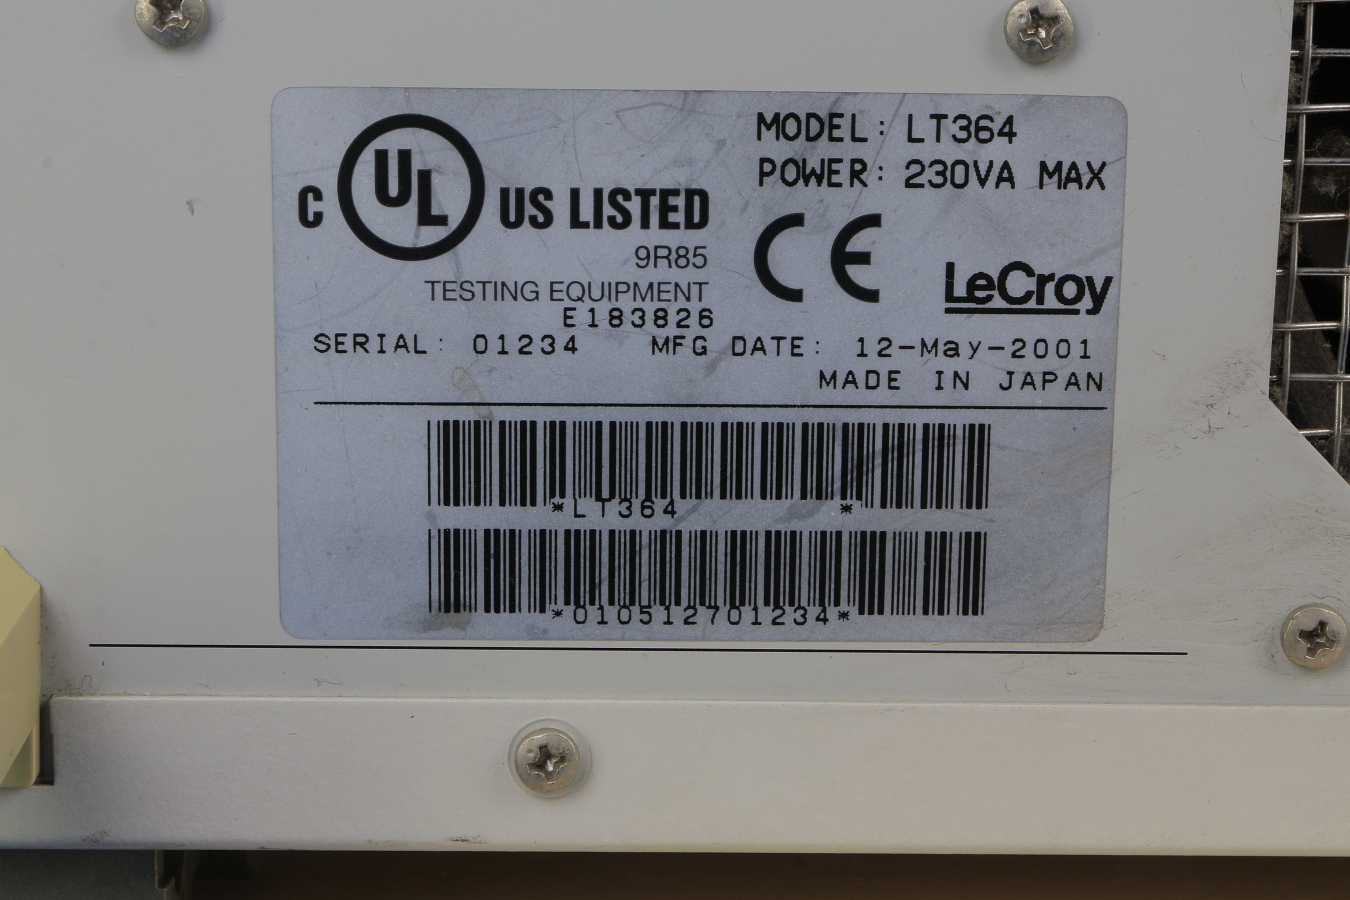 MODEL: LT364
POWER: 230VA MAX
C UL US LISTED
9R85
TESTING EQUIPMENT
E183826
CE
LeCroy
SERIAL: 01234 MFG DATE: 12-May-2001
MADE IN JAPAN
*LT364 *
*010512701234*